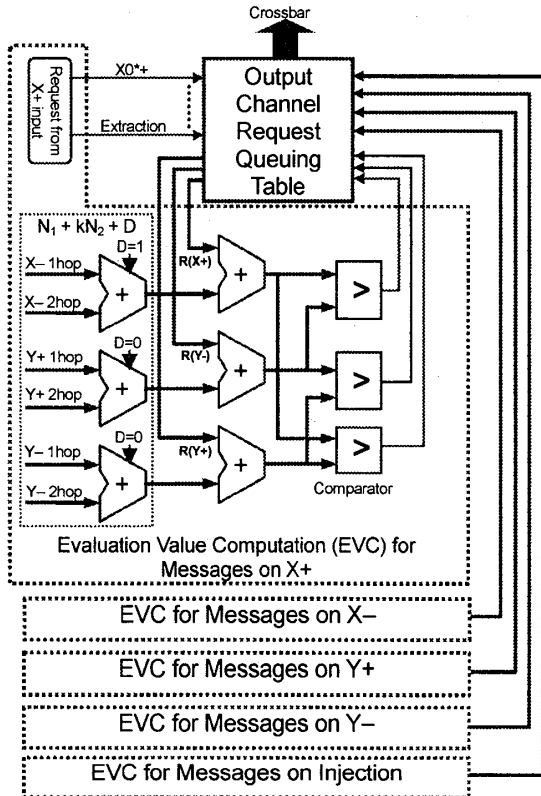 Crossbar
Request from
X+ input
X0*+
Extraction
Output
Channel
Request
Queuing
Table
N₁ + kN₂ + D
D=1
X– 1hop
X– 2hop
+
R(X+)
+
>
D=0
Y+ 1hop
Y+ 2hop
+
R(Y-)
+
>
D=0
Y– 1hop
Y– 2hop
+
R(Y+)
+
>
Comparator
Evaluation Value Computation (EVC) for
Messages on X+
EVC for Messages on X–
EVC for Messages on Y+
EVC for Messages on Y–
EVC for Messages on Injection